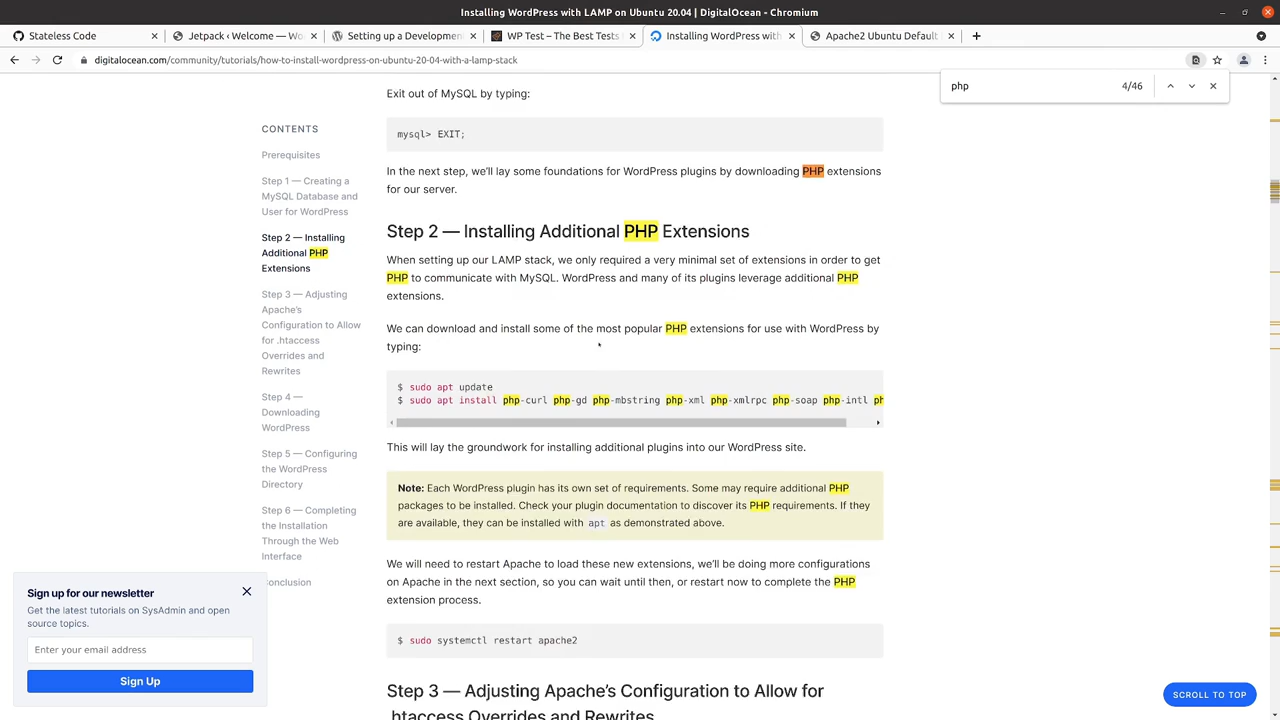 Installing WordPress with LAMP on Ubuntu 20.04 | DigitalOcean - Chromium
Stateless Code
Jetpack ‹ Welcome — Wo
Setting up a Developmen
WP Test – The Best Tests
Installing WordPress with
Apache2 Ubuntu Default
digitalocean.com/community/tutorials/how-to-install-wordpress-on-ubuntu-20-04-with-a-lamp-stack
php
4/46
Exit out of MySQL by typing:
mysql> EXIT;
In the next step, we'll lay some foundations for WordPress plugins by downloading PHP extensions
for our server.
Step 2 — Installing Additional PHP Extensions
When setting up our LAMP stack, we only required a very minimal set of extensions in order to get
PHP to communicate with MySQL. WordPress and many of its plugins leverage additional PHP
extensions.
We can download and install some of the most popular PHP extensions for use with WordPress by
typing:
$ sudo apt update
$ sudo apt install php-curl php-gd php-mbstring php-xml php-xmlrpc php-soap php-intl ph
This will lay the groundwork for installing additional plugins into our WordPress site.
Note: Each WordPress plugin has its own set of requirements. Some may require additional PHP
packages to be installed. Check your plugin documentation to discover its PHP requirements. If they
are available, they can be installed with apt as demonstrated above.
We will need to restart Apache to load these new extensions, we'll be doing more configurations
on Apache in the next section, so you can wait until then, or restart now to complete the PHP
extension process.
$ sudo systemctl restart apache2
Step 3 — Adjusting Apache's Configuration to Allow for
.htaccess Overrides and Rewrites
CONTENTS
Prerequisites
Step 1 — Creating a
MySQL Database and
User for WordPress
Step 2 — Installing
Additional PHP
Extensions
Step 3 — Adjusting
Apache's
Configuration to Allow
for .htaccess
Overrides and
Rewrites
Step 4 —
Downloading
WordPress
Step 5 — Configuring
the WordPress
Directory
Step 6 — Completing
the Installation
Through the Web
Interface
onclusion
Sign up for our newsletter
Get the latest tutorials on SysAdmin and open
source topics.
Enter your email address
Sign Up
SCROLL TO TOP